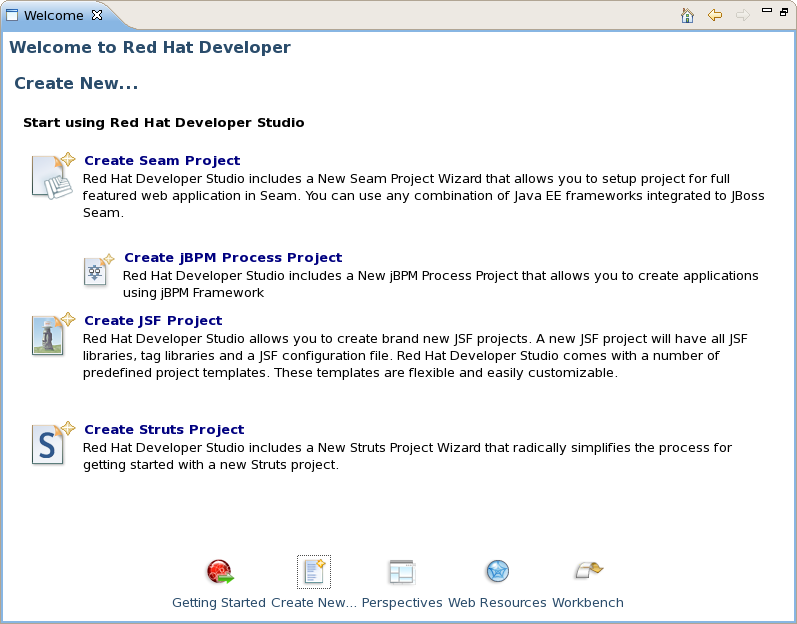 Welcome
Welcome to Red Hat Developer
Create New...
Start using Red Hat Developer Studio
Create Seam Project
Red Hat Developer Studio includes a New Seam Project Wizard that allows you to setup project for full
featured web application in Seam. You can use any combination of Java EE frameworks integrated to JBoss
Seam.
Create jBPM Process Project
Red Hat Developer Studio includes a New jBPM Process Project that allows you to create applications
using jBPM Framework
Create JSF Project
Red Hat Developer Studio allows you to create brand new JSF projects. A new JSF project will have all JSF
libraries, tag libraries and a JSF configuration file. Red Hat Developer Studio comes with a number of
predefined project templates. These templates are flexible and easily customizable.
S
Create Struts Project
Red Hat Developer Studio includes a New Struts Project Wizard that radically simplifies the process for
getting started with a new Struts project.
Getting Started Create New... Perspectives Web Resources Workbench